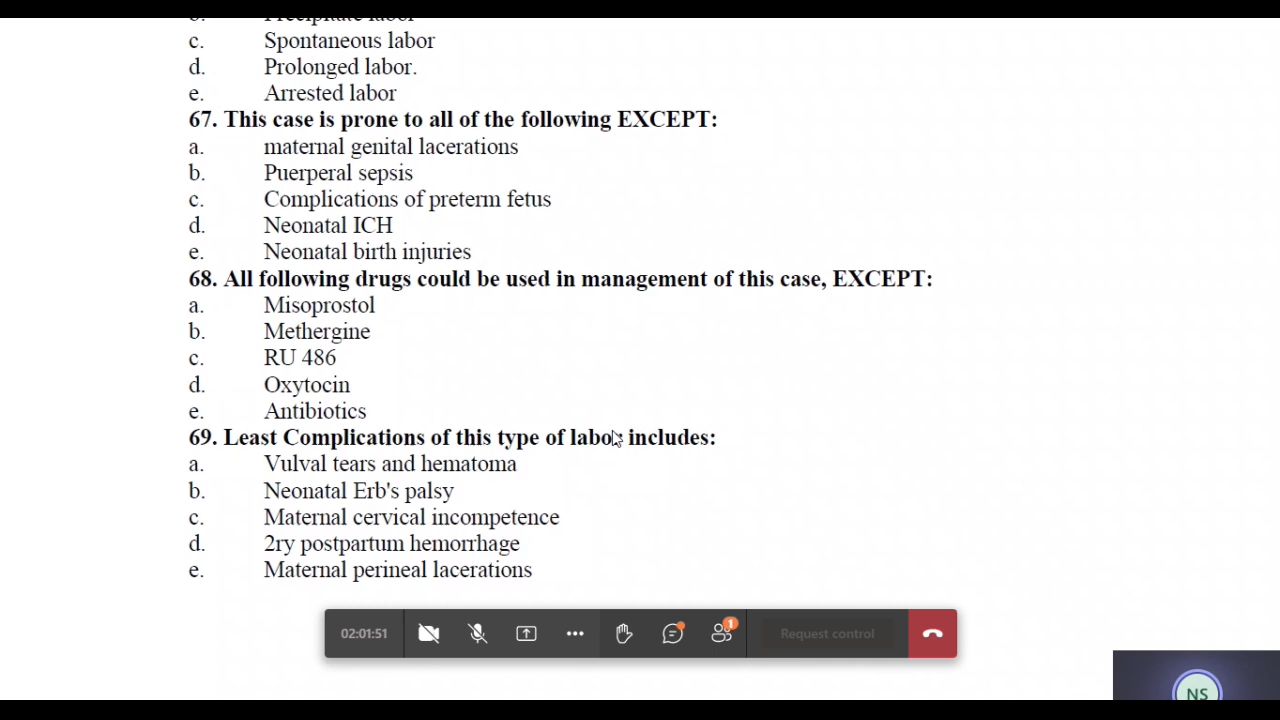 b. Precipitate labor
c. Spontaneous labor
d. Prolonged labor.
e. Arrested labor
67. This case is prone to all of the following EXCEPT:
a. maternal genital lacerations
b. Puerperal sepsis
c. Complications of preterm fetus
d. Neonatal ICH
e. Neonatal birth injuries
68. All following drugs could be used in management of this case, EXCEPT:
a. Misoprostol
b. Methergine
c. RU 486
d. Oxytocin
e. Antibiotics
69. Least Complications of this type of labor includes:
a. Vulval tears and hematoma
b. Neonatal Erb's palsy
c. Maternal cervical incompetence
d. 2ry postpartum hemorrhage
e. Maternal perineal lacerations
02:01:51 1 Request control
NS